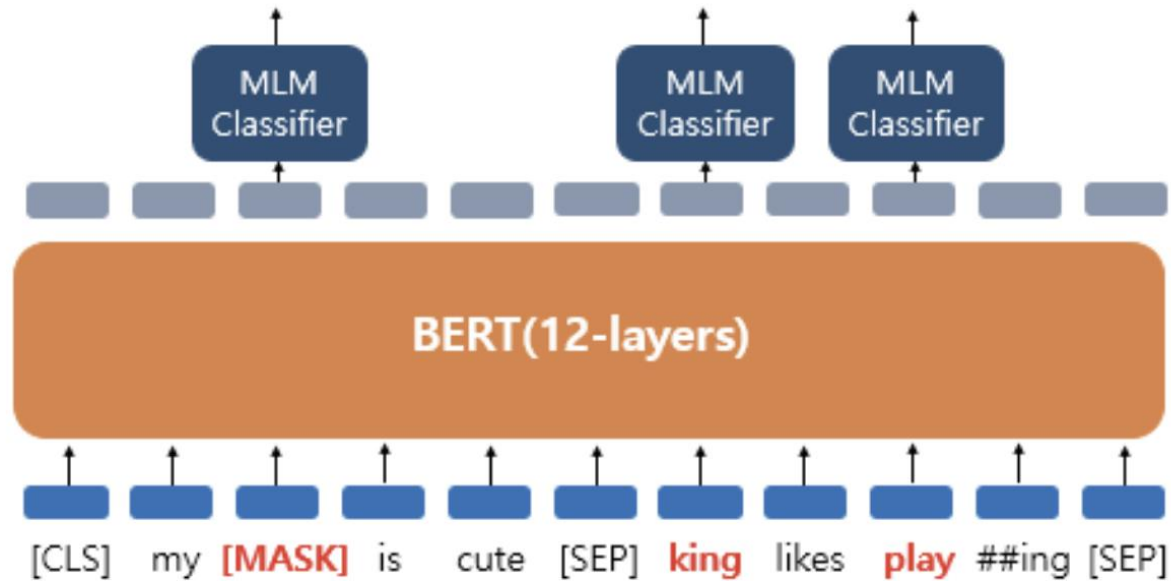 MLM
Classifier
MLM
Classifier
MLM
Classifier
BERT(12-layers)
[CLS] my [MASK] is cute [SEP] king likes play ##ing [SEP]